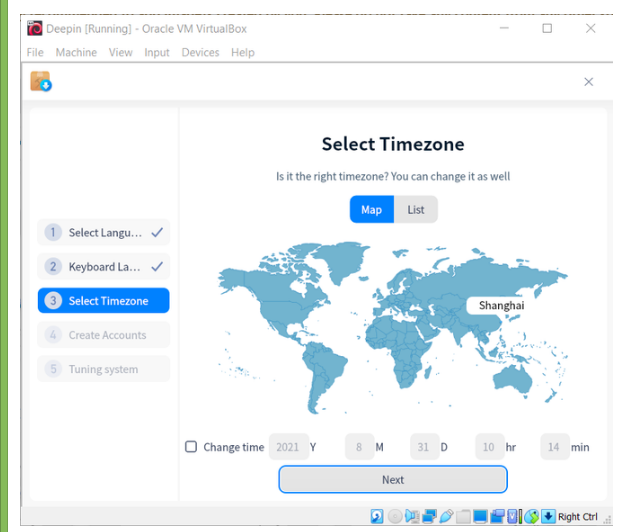 Deepin [Running] - Oracle VM VirtualBox
File Machine View Input Devices Help
Select Timezone
Is it the right timezone? You can change it as well
Map List
1 Select Langu... ✓
2 Keyboard La... ✓
3 Select Timezone
4 Create Accounts
5 Tuning system
Shanghai
Change time 2021 Y 8 M 31 D 10 hr 14 min
Next
Right Ctrl